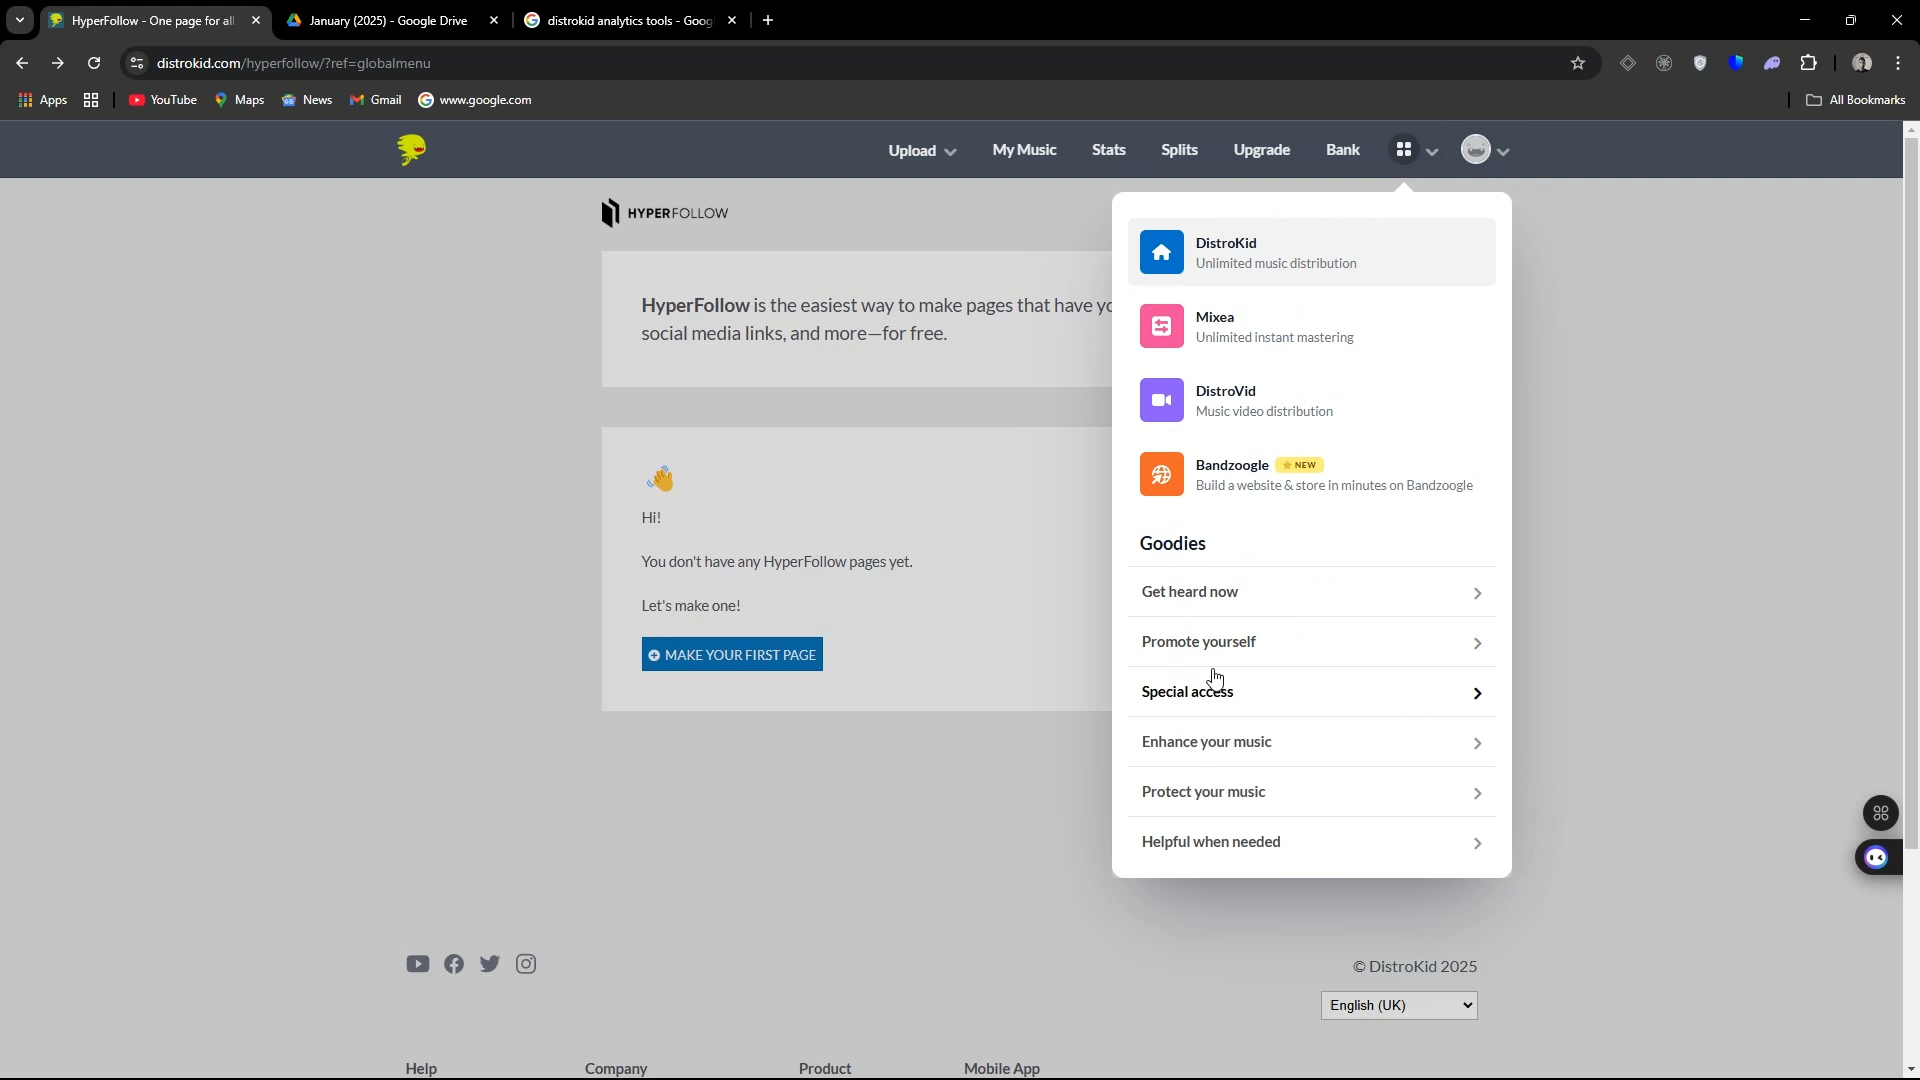 HyperFollow - One page for all
January (2025) - Google Drive
distrokid analytics tools - Goog
distrokid.com/hyperfollow/?ref=globalmenu
Apps
YouTube
Maps
News
Gmail
www.google.com
All Bookmarks
Upload
My Music
Stats
Splits
Upgrade
Bank
HYPERFOLLOW
HyperFollow is the easiest way to make pages that have yo
social media links, and more—for free.
Hi!
You don't have any HyperFollow pages yet.
Let's make one!
MAKE YOUR FIRST PAGE
DistroKid
Unlimited music distribution
Mixea
Unlimited instant mastering
DistroVid
Music video distribution
Bandzoogle NEW
Build a website & store in minutes on Bandzoogle
Goodies
Get heard now
Promote yourself
Special access
Enhance your music
Protect your music
Helpful when needed
© DistroKid 2025
English (UK)
Help
Company
Product
Mobile App